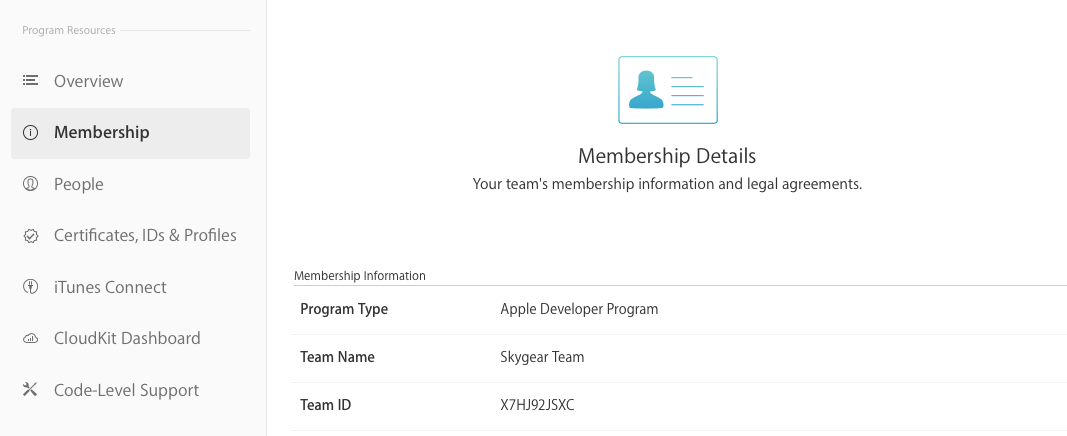 Program Resources
Overview
Membership
People
Certificates, IDs & Profiles
iTunes Connect
CloudKit Dashboard
Code-Level Support
Membership Details
Your team's membership information and legal agreements.
Membership Information
Program Type Apple Developer Program
Team Name Skygear Team
Team ID X7HJ92JSXC